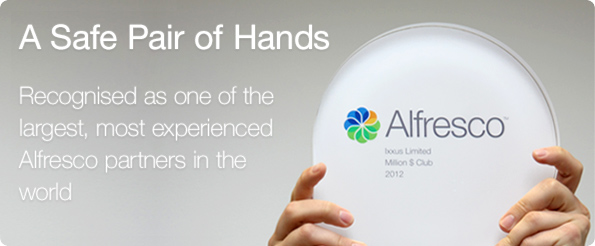 A Safe Pair of Hands
Recognised as one of the
largest, most experienced
Alfresco partners in the
world
Alfresco™
Ixxus Limited
Million $ Club
2012